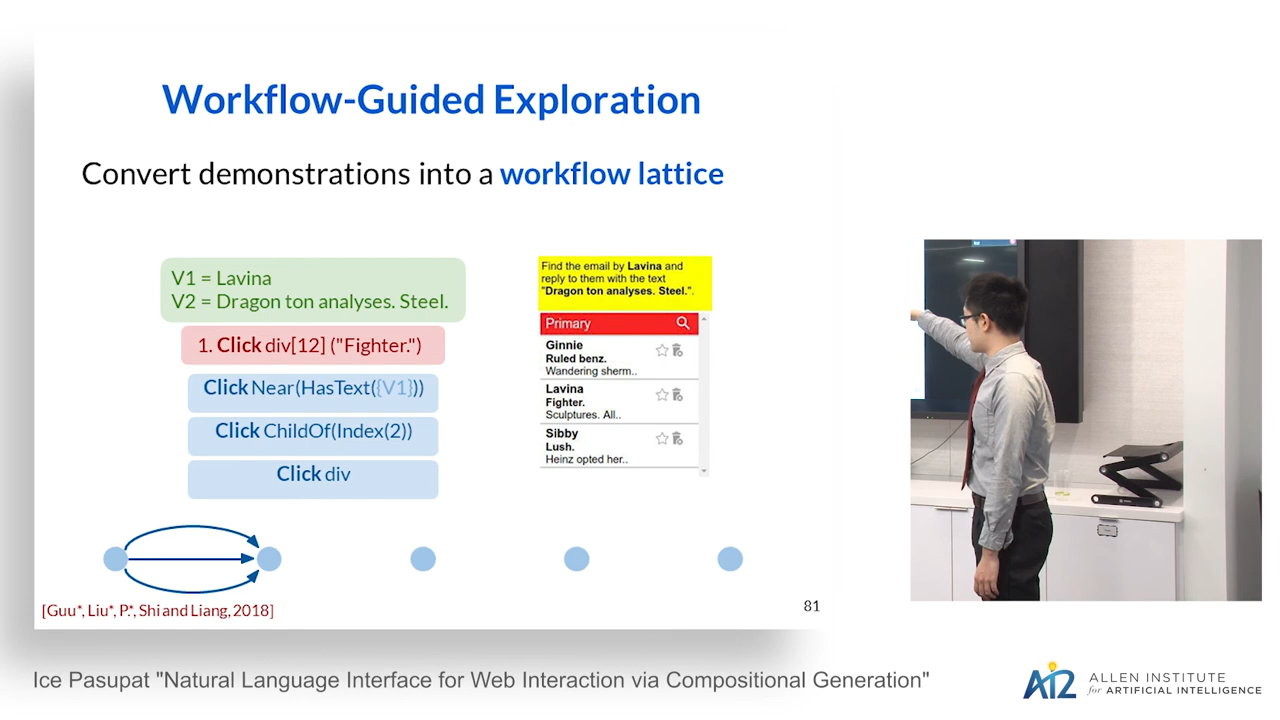 Workflow-Guided Exploration
Convert demonstrations into a workflow lattice
V1 = Lavina
V2 = Dragon ton analyses. Steel.
1. Click div[12] ("Fighter.")
Click Near(HasText({V1}))
Click ChildOf(Index(2))
Click div
Find the email by Lavina and
reply to them with the text
"Dragon ton analyses. Steel.".
Primary
Ginnie
Ruled benz.
Wandering sherm..
Lavina
Fighter.
Sculptures. All..
Sibby
Lush.
Heinz opted her..
[Guu*, Liu*, P.*, Shi and Liang, 2018]
81
Ice Pasupat "Natural Language Interface for Web Interaction via Compositional Generation"
AI2
ALLEN INSTITUTE
for ARTIFICIAL INTELLIGENCE